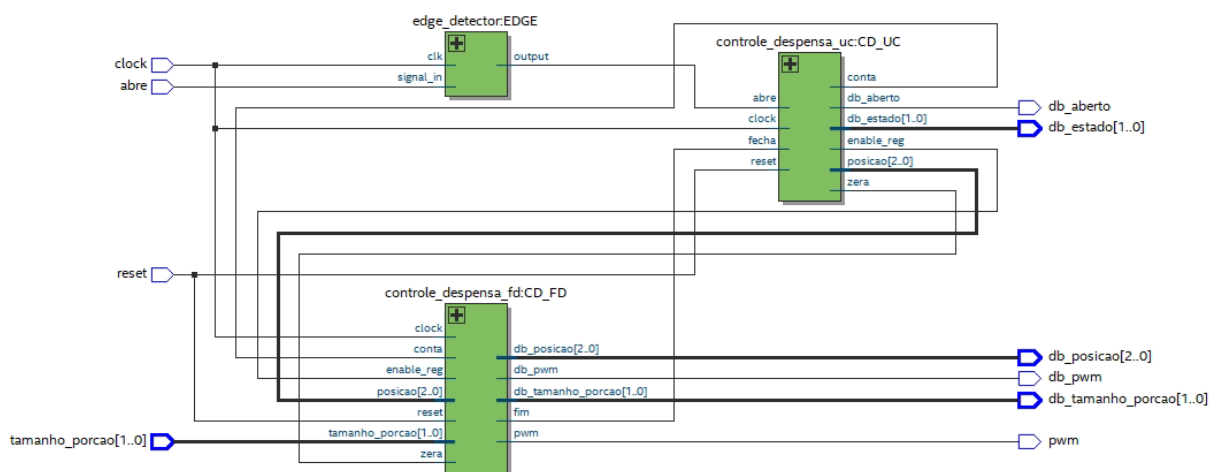 edge_detector:EDGE
clk
signal_in
output
clock
abre
controle_despensa_uc:CD_UC
abre
clock
fecha
reset
conta
db_aberto
db_estado[1..0]
enable_reg
posicao[2..0]
zera
db_aberto
db_estado[1..0]
reset
controle_despensa_fd:CD_FD
clock
conta
enable_reg
posicao[2..0]
reset
tamanho_porcao[1..0]
zera
db_posicao[2..0]
db_pwm
db_tamanho_porcao[1..0]
fim
pwm
tamanho_porcao[1..0]
db_posicao[2..0]
db_pwm
db_tamanho_porcao[1..0]
pwm